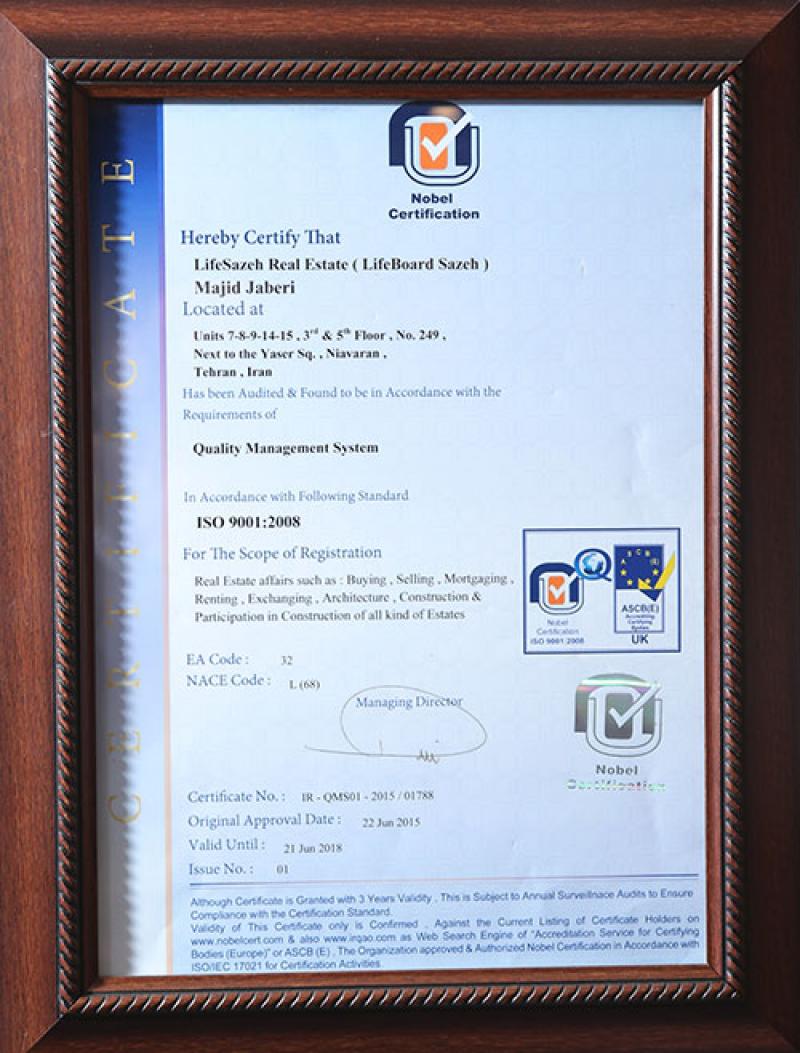 CERTIFICATE
Nobel
Certification
Hereby Certify That
LifeSazeh Real Estate ( LifeBoard Sazeh )
Majid Jaberi
Located at
Units 7-8-9-14-15 , 3rd & 5th Floor , No. 249 ,
Next to the Yaser Sq. , Niavaran ,
Tehran , Iran
Has been Audited & Found to be in Accordance with the
Requirements of
Quality Management System
In Accordance with Following Standard
ISO 9001:2008
For The Scope of Registration
Real Estate affairs such as : Buying , Selling , Mortgaging ,
Renting , Exchanging , Architecture , Construction &
Participation in Construction of all kind of Estates
Nobel
Certification
ISO 9001:2008
ASCB(E)
ASCB(E)
Accrediting
Certifying
Bodies
UK
EA Code : 32
NACE Code : L (68)
Managing Director
Nobel
Certification
Certificate No. : IR - QMS01 - 2015 / 01788
Original Approval Date : 22 Jun 2015
Valid Until : 21 Jun 2018
Issue No. : 01
Although Certificate is Granted with 3 Years Validity , This is Subject to Annual Surveillnace Audits to Ensure
Compliance with the Certification Standard.
Validity of This Certificate only is Confirmed , Against the Current Listing of Certificate Holders on
www.nobelcert.com & also www.irqao.com as Web Search Engine of "Accreditation Service for Certifying
Bodies (Europe)" or ASCB (E) , The Organization approved & Authorized Nobel Certification in Accordance with
ISO/IEC 17021 for Certification Activities.